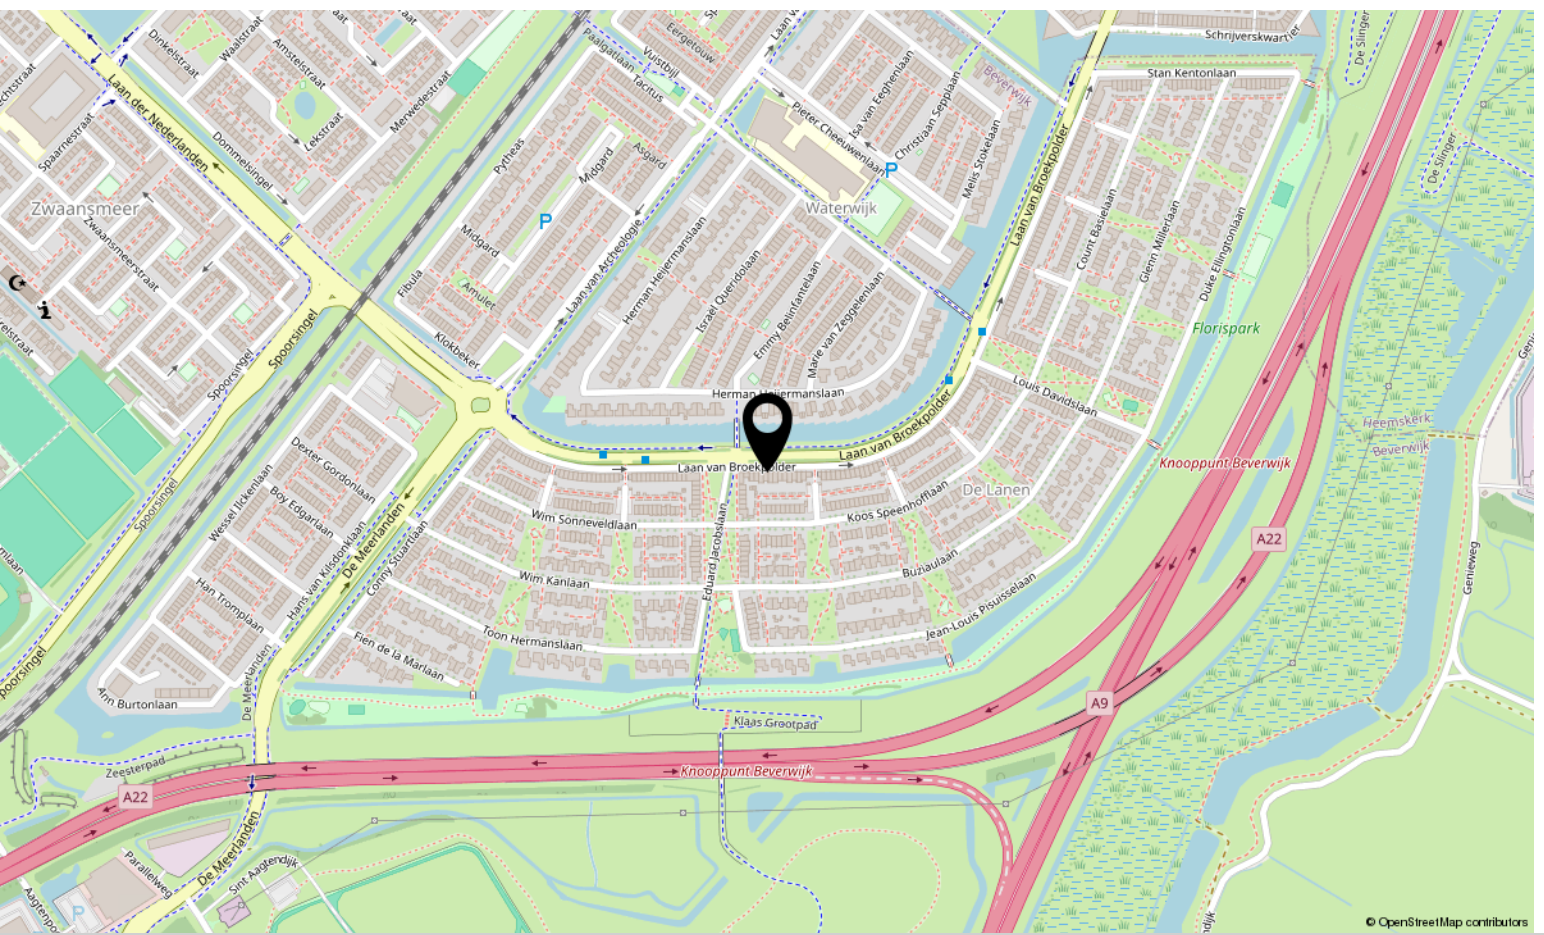 Schrijverskwartier
De Slinger
Dinkelstraat
Waalstraat
Amstelstraat
Eergetouw
Vuistbijl
Paalgatlaan
Tacitus
Stan Kentonlaan
Beverwijk
Laan der Nederlanden
Merwedestraat
Lekstraat
Spaarnestraat
Dommelsingel
Pytheas
Asgard
Midgard
P
Pieter Cheeuwenlaan
Isa van Eeghenlaan
Christiaan Sepplaan
Melis Stokelaan
P
Waterwijk
Laan van Broekpolder
De Slinger
Zwaansmeer
Zwaansmeerstraat
Midgard
Amulet
Fibula
Laan van Archeologie
Herman Heijermanslaan
Israel Queridolaan
Emmy Belinfantelaan
Marie van Zeggelenlaan
Count Basielaan
Glenn Millerlaan
Duke Ellingtonlaan
Florispark
Spoorsingel
Spoorsingel
Klokbeker
Herman Heijermanslaan
Louis Davidslaan
Laan van Broekpolder
Laan van Broekpolder
Heemskerk
Beverwijk
Knooppunt Beverwijk
De Lanen
Dexter Gordonlaan
Wessel Ilckenlaan
Boy Edgarlaan
Spoorsingel
Hans van Kilsdonklaan
De Meerlanden
Conny Stuartlaan
Wim Sonneveldlaan
Koos Speenhofflaan
Eduard Jacobslaan
A22
Genieweg
Wim Kanlaan
Buziaulaan
Han Tromplaan
Toon Hermanslaan
Jean-Louis Pisuisselaan
Fien de la Marlaan
Spoorsingel
De Meerlanden
Ann Burtonlaan
Klaas Grootpad
A9
Zeesterpad
Knooppunt Beverwijk
A22
De Meerlanden
Parallelweg
Sint Aagtendijk
P
© OpenStreetMap contributors